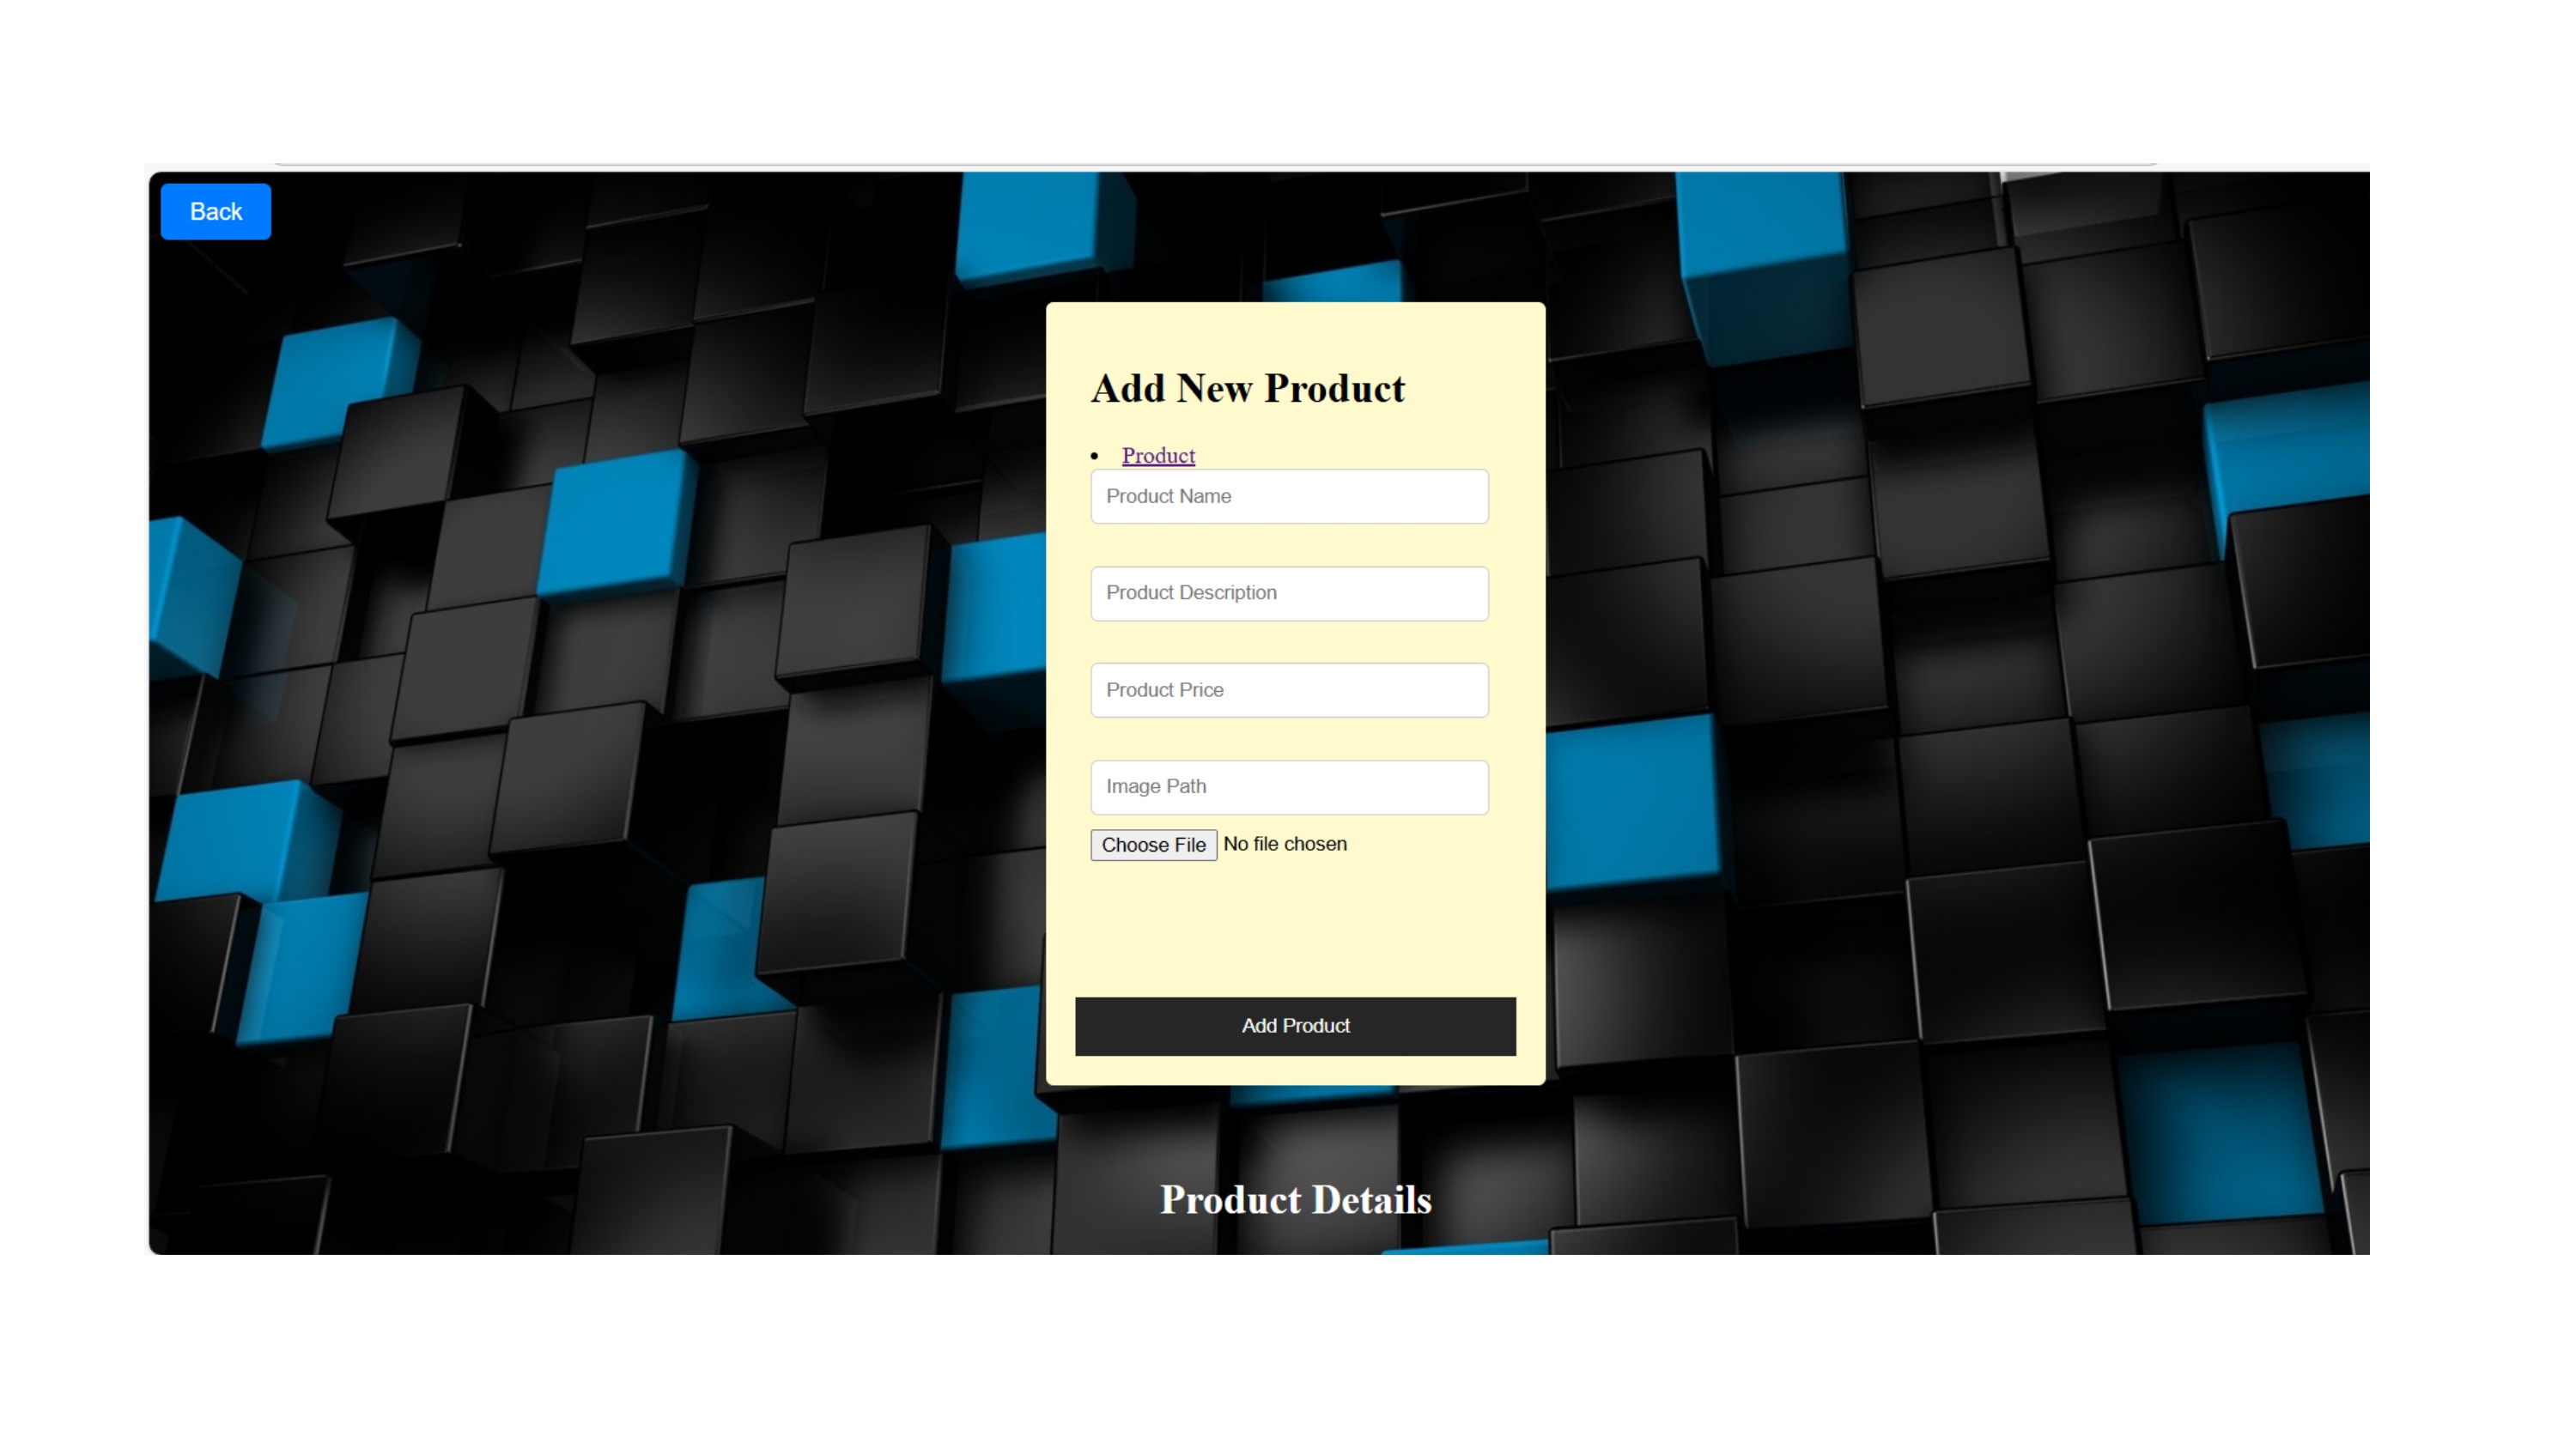 Back
Add New Product
• Product
Product Name
Product Description
Product Price
Image Path
Choose File No file chosen
Add Product
Product Details